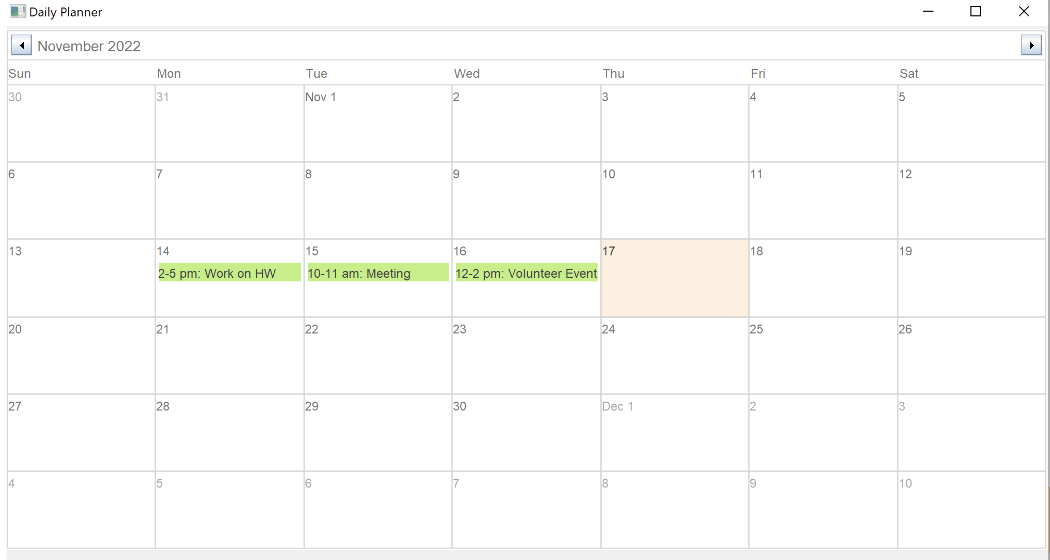 Daily Planner
November 2022
Sun Mon Tue Wed Thu Fri Sat
30 31 Nov 1 2 3 4 5
6 7 8 9 10 11 12
13 14 15 16 17 18 19
2-5 pm: Work on HW 10-11 am: Meeting 12-2 pm: Volunteer Event
20 21 22 23 24 25 26
27 28 29 30 Dec 1 2 3
4 5 6 7 8 9 10